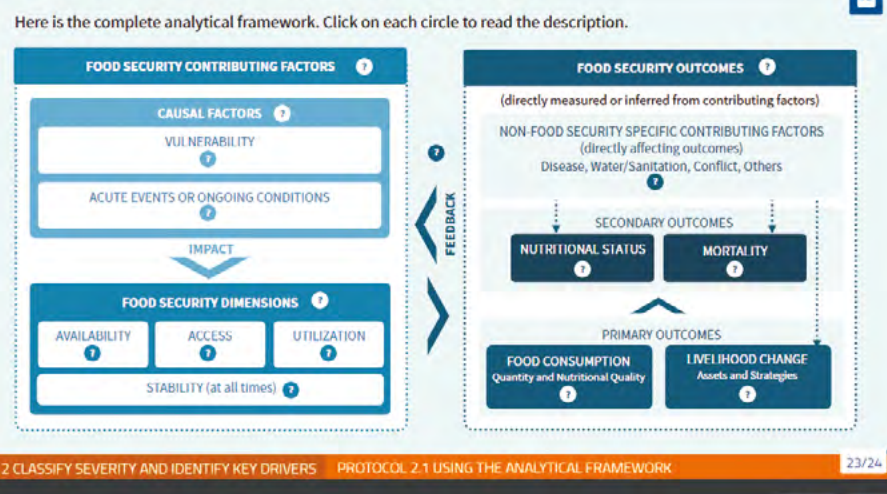 Here is the complete analytical framework. Click on each circle to read the description.
FOOD SECURITY CONTRIBUTING FACTORS ?
CAUSAL FACTORS ?
VULNERABILITY
?
ACUTE EVENTS OR ONGOING CONDITIONS
?
IMPACT
FOOD SECURITY DIMENSIONS ?
AVAILABILITY
?
ACCESS
?
UTILIZATION
?
STABILITY (at all times) ?
?
FEEDBACK
FOOD SECURITY OUTCOMES ?
(directly measured or inferred from contributing factors)
NON-FOOD SECURITY SPECIFIC CONTRIBUTING FACTORS
(directly affecting outcomes)
Disease, Water/Sanitation, Conflict, Others
?
SECONDARY OUTCOMES
NUTRITIONAL STATUS
?
MORTALITY
?
PRIMARY OUTCOMES
FOOD CONSUMPTION
Quantity and Nutritional Quality
?
LIVELIHOOD CHANGE
Assets and Strategies
?
2 CLASSIFY SEVERITY AND IDENTIFY KEY DRIVERS PROTOCOL 2.1 USING THE ANALYTICAL FRAMEWORK
23/24